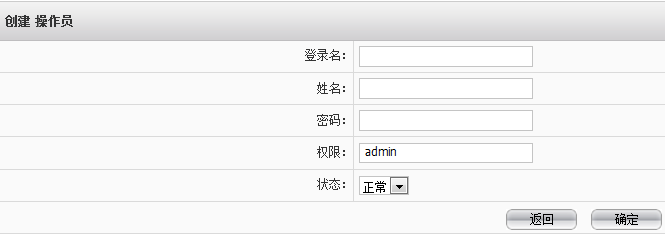 创建 操作员
登录名：
姓名：
密码：
权限： admin
状态： 正常
返回 确定